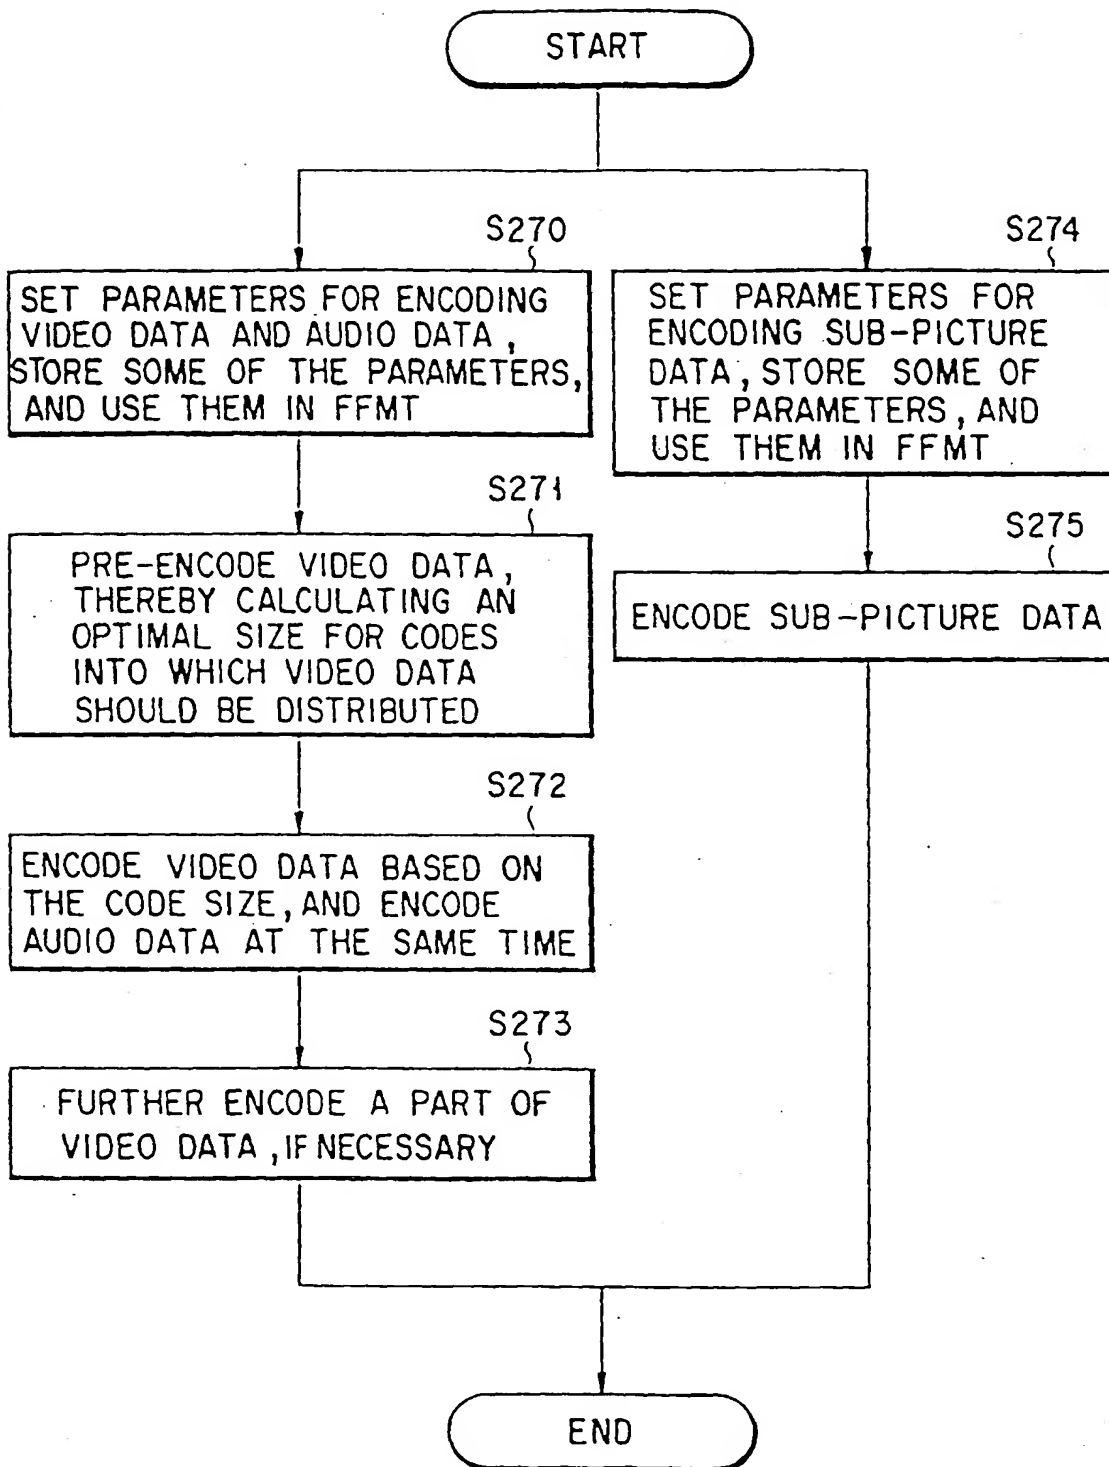 START
S270
SET PARAMETERS FOR ENCODING
VIDEO DATA AND AUDIO DATA,
STORE SOME OF THE PARAMETERS,
AND USE THEM IN FFMT
S271
PRE-ENCODE VIDEO DATA,
THEREBY CALCULATING AN
OPTIMAL SIZE FOR CODES
INTO WHICH VIDEO DATA
SHOULD BE DISTRIBUTED
S272
ENCODE VIDEO DATA BASED ON
THE CODE SIZE, AND ENCODE
AUDIO DATA AT THE SAME TIME
S273
FURTHER ENCODE A PART OF
VIDEO DATA, IF NECESSARY
S274
SET PARAMETERS FOR
ENCODING SUB-PICTURE
DATA, STORE SOME OF
THE PARAMETERS, AND
USE THEM IN FFMT
S275
ENCODE SUB-PICTURE DATA
END